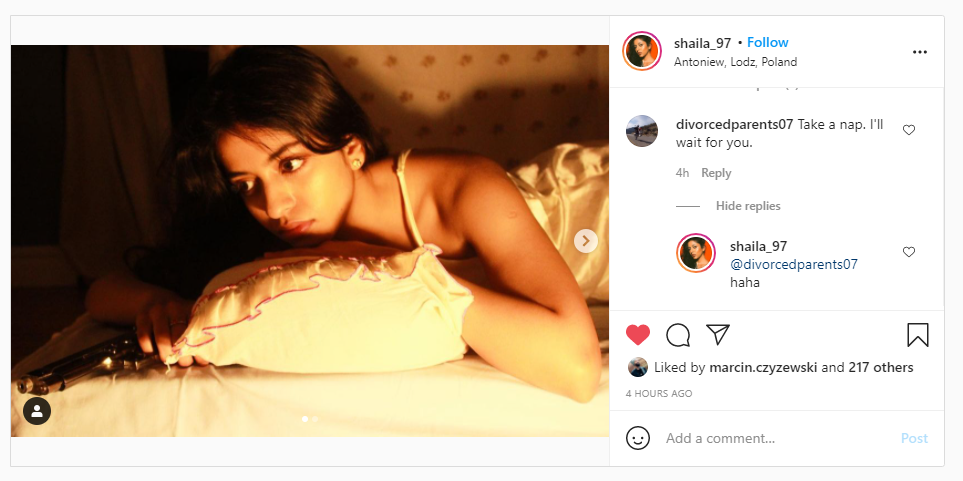 shaila_97 • Follow
Antoniew, Lodz, Poland
divorcedparents07 Take a nap. I'll
wait for you.
4h Reply
Hide replies
shaila_97
@divorcedparents07
haha
Liked by marcin.czyzewski and 217 others
4 HOURS AGO
Add a comment... Post